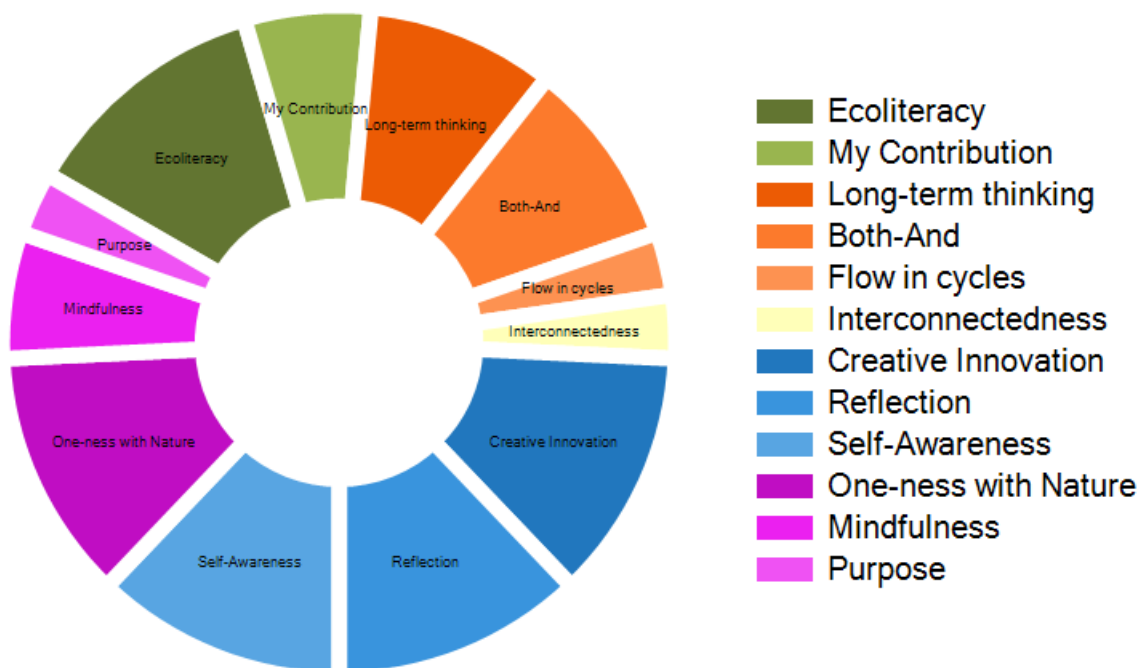 My Contribution
Long-term thinking
Ecoliteracy
Both-And
Purpose
Flow in cycles
Mindfulness
Interconnectedness
One-ness with Nature
Creative Innovation
Self-Awareness
Reflection
Ecoliteracy
My Contribution
Long-term thinking
Both-And
Flow in cycles
Interconnectedness
Creative Innovation
Reflection
Self-Awareness
One-ness with Nature
Mindfulness
Purpose